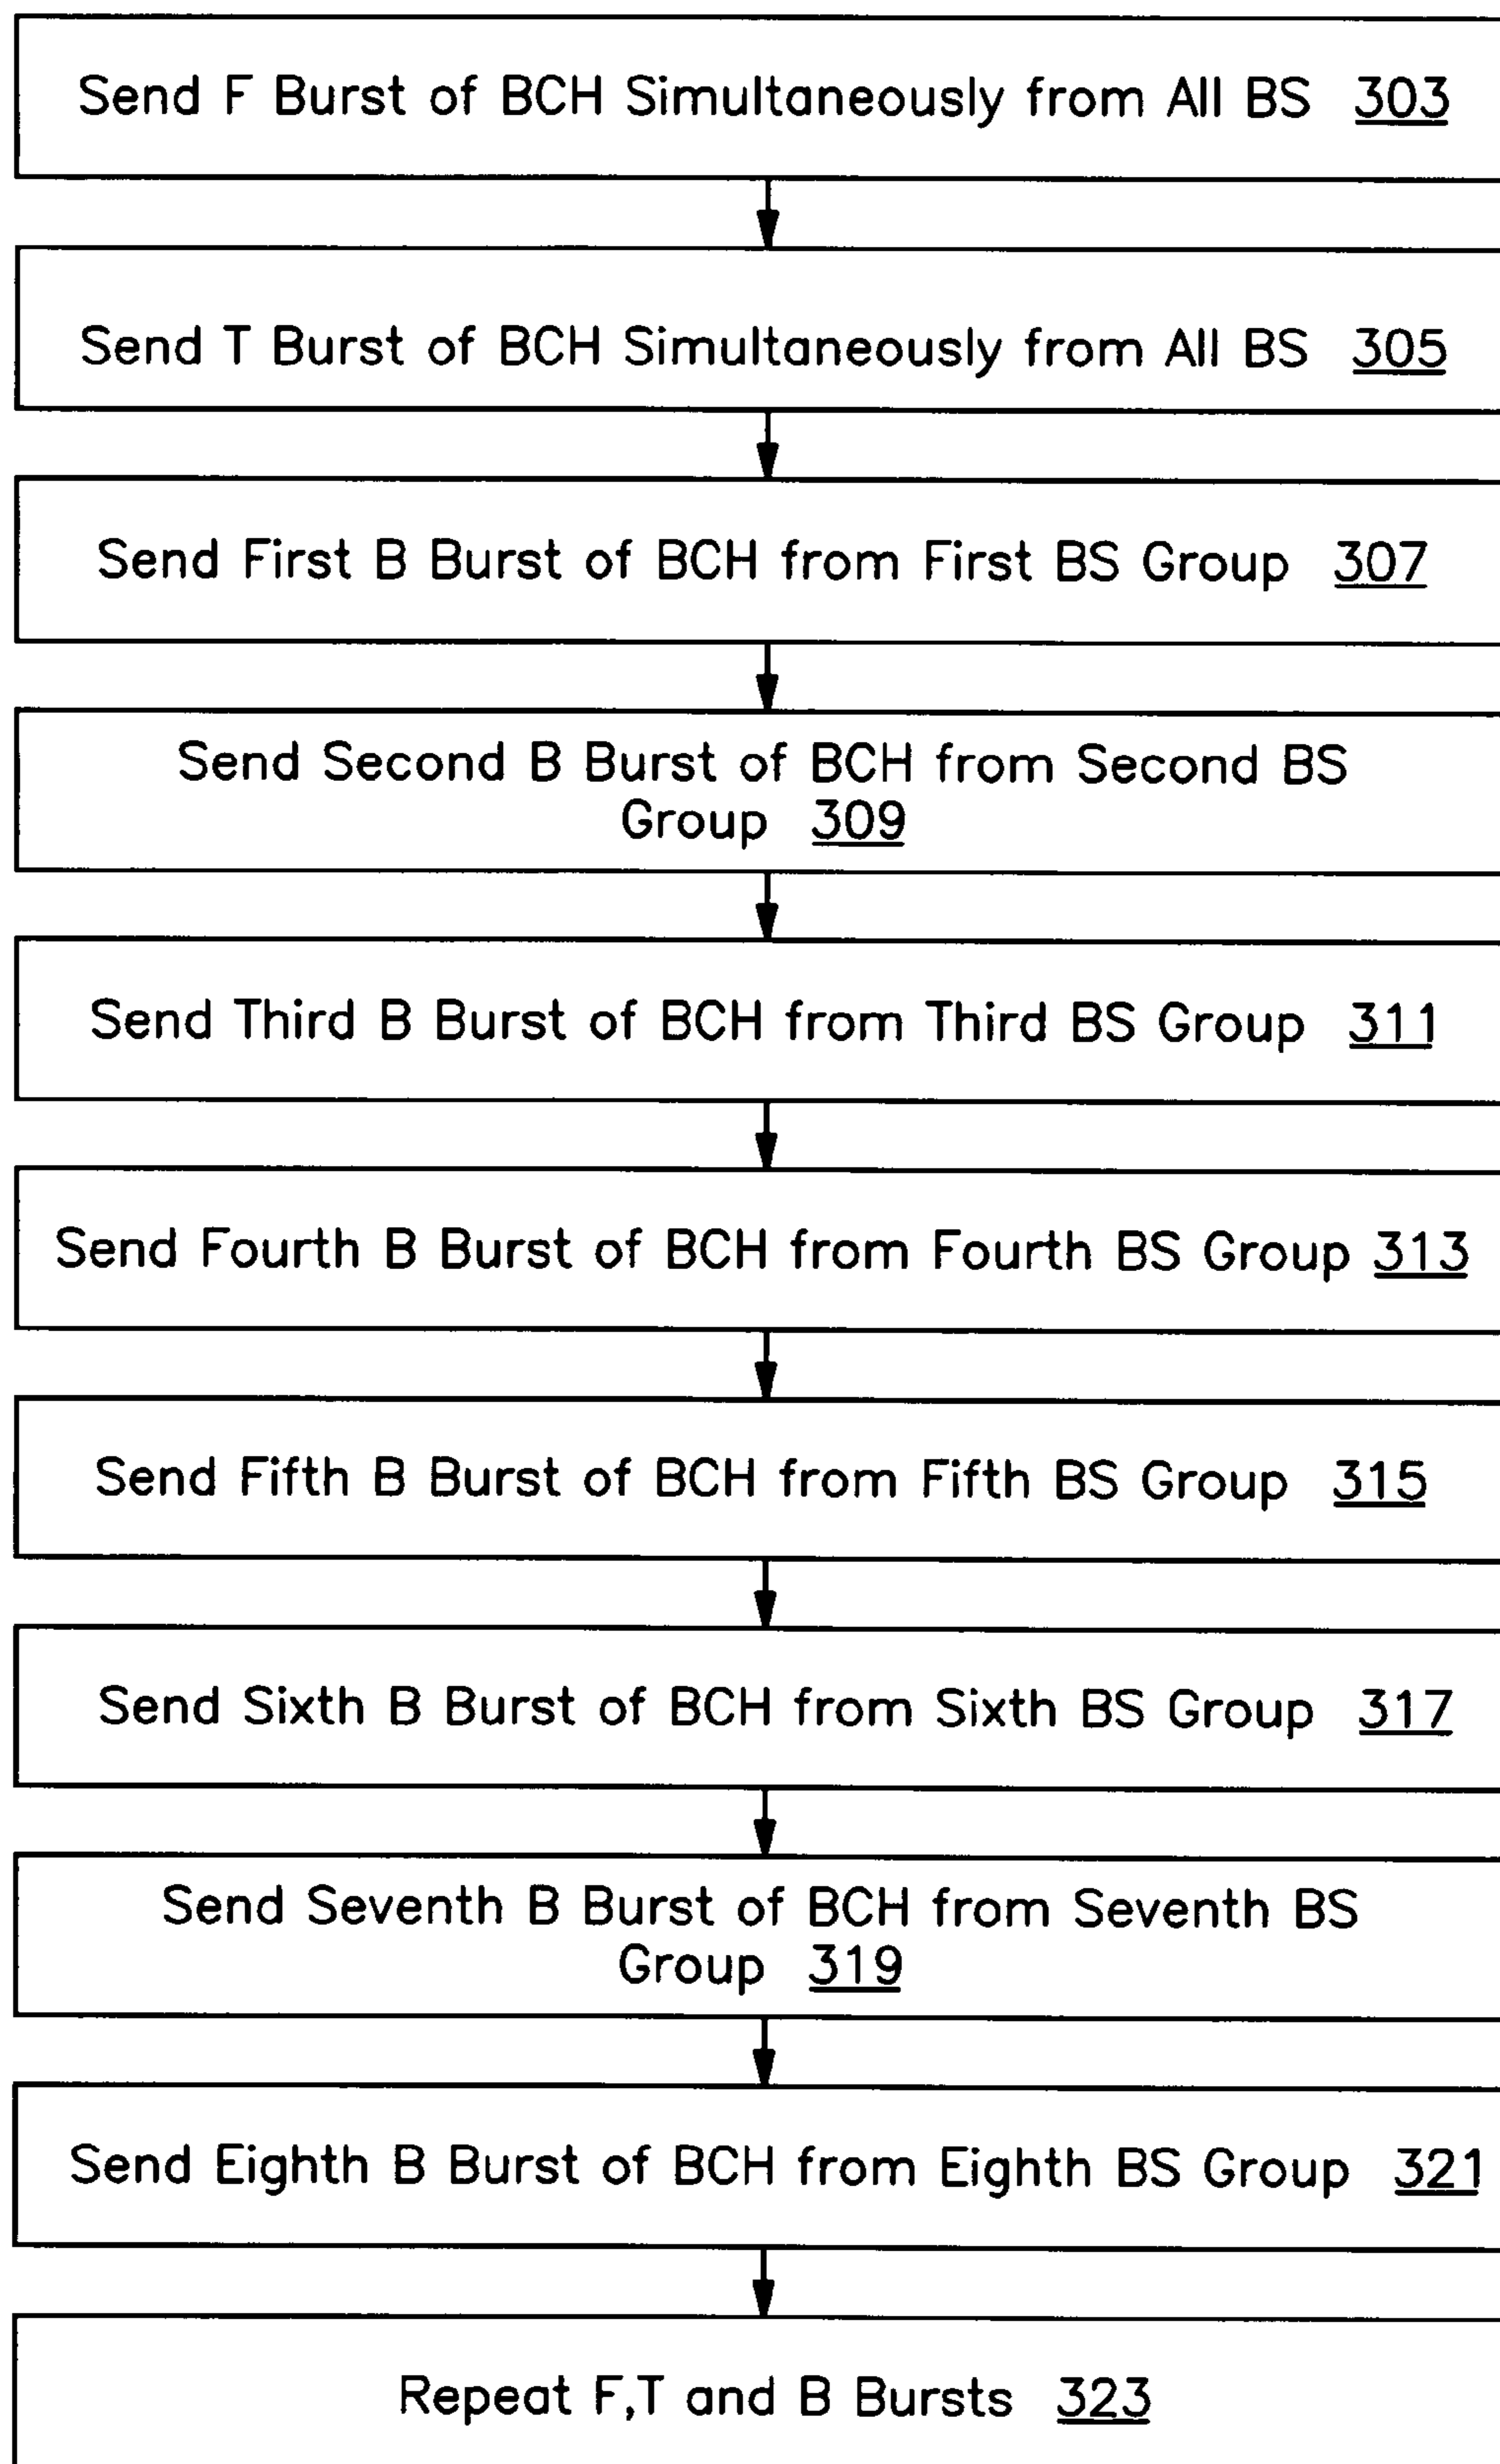 Send F Burst of BCH Simultaneously from All BS 303
Send T Burst of BCH Simultaneously from All BS 305
Send First B Burst of BCH from First BS Group 307
Send Second B Burst of BCH from Second BS
Group 309
Send Third B Burst of BCH from Third BS Group 311
Send Fourth B Burst of BCH from Fourth BS Group 313
Send Fifth B Burst of BCH from Fifth BS Group 315
Send Sixth B Burst of BCH from Sixth BS Group 317
Send Seventh B Burst of BCH from Seventh BS
Group 319
Send Eighth B Burst of BCH from Eighth BS Group 321
Repeat F,T and B Bursts 323